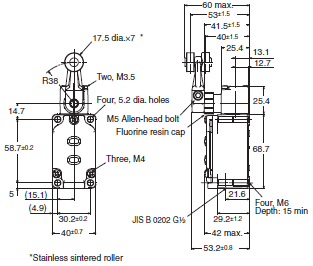 60 max.
53±1.5
41.5±1.5
40±1.5
25.4
13.1
12.7
17.5 dia.×7 *
R38
Two, M3.5
Four, 5.2 dia. holes
M5 Allen-head bolt
Fluorine resin cap
14.7
25.4
58.7±0.2
68.7
Three, M4
5
(15.1)
(4.9)
21.6
30.2±0.2
29.2±1.2
JIS B 0202 G½
Four, M6
Depth: 15 min
40±0.7
42 max.
53.2±0.8
*Stainless sintered roller